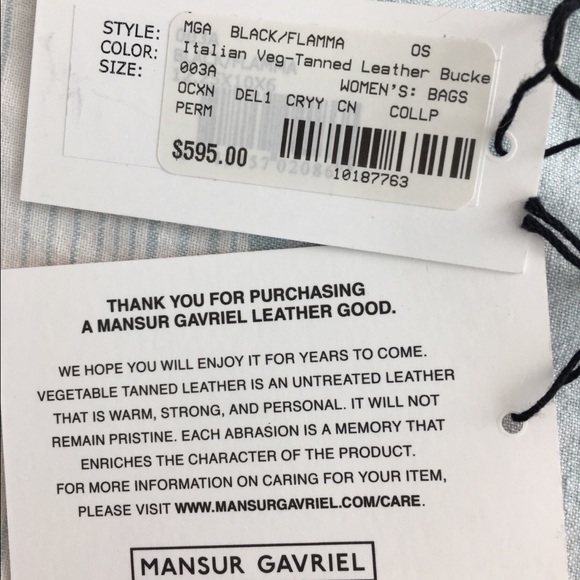 STYLE:
COLOR:
SIZE:
MGA BLACK/FLAMMA OS
Italian Veg-Tanned Leather Bucke
003A WOMEN'S: BAGS
OCXN DEL1 CRYY CN COLLP
PERM
$595.00
10187763
THANK YOU FOR PURCHASING
A MANSUR GAVRIEL LEATHER GOOD.
WE HOPE YOU WILL ENJOY IT FOR YEARS TO COME.
VEGETABLE TANNED LEATHER IS AN UNTREATED LEATHER
THAT IS WARM, STRONG, AND PERSONAL. IT WILL NOT
REMAIN PRISTINE. EACH ABRASION IS A MEMORY THAT
ENRICHES THE CHARACTER OF THE PRODUCT.
FOR MORE INFORMATION ON CARING FOR YOUR ITEM,
PLEASE VISIT WWW.MANSURGAVRIEL.COM/CARE.
MANSUR GAVRIEL